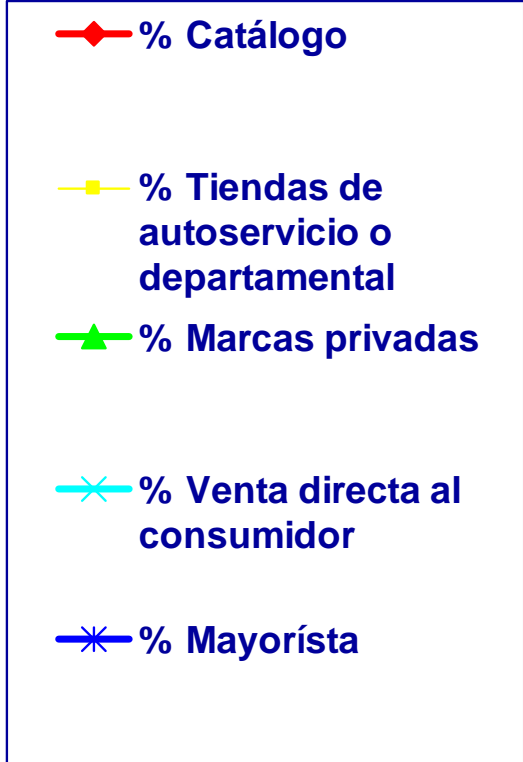 % Catálogo
% Tiendas de
autoservicio o
departamental
% Marcas privadas
% Venta directa al
consumidor
% Mayorísta